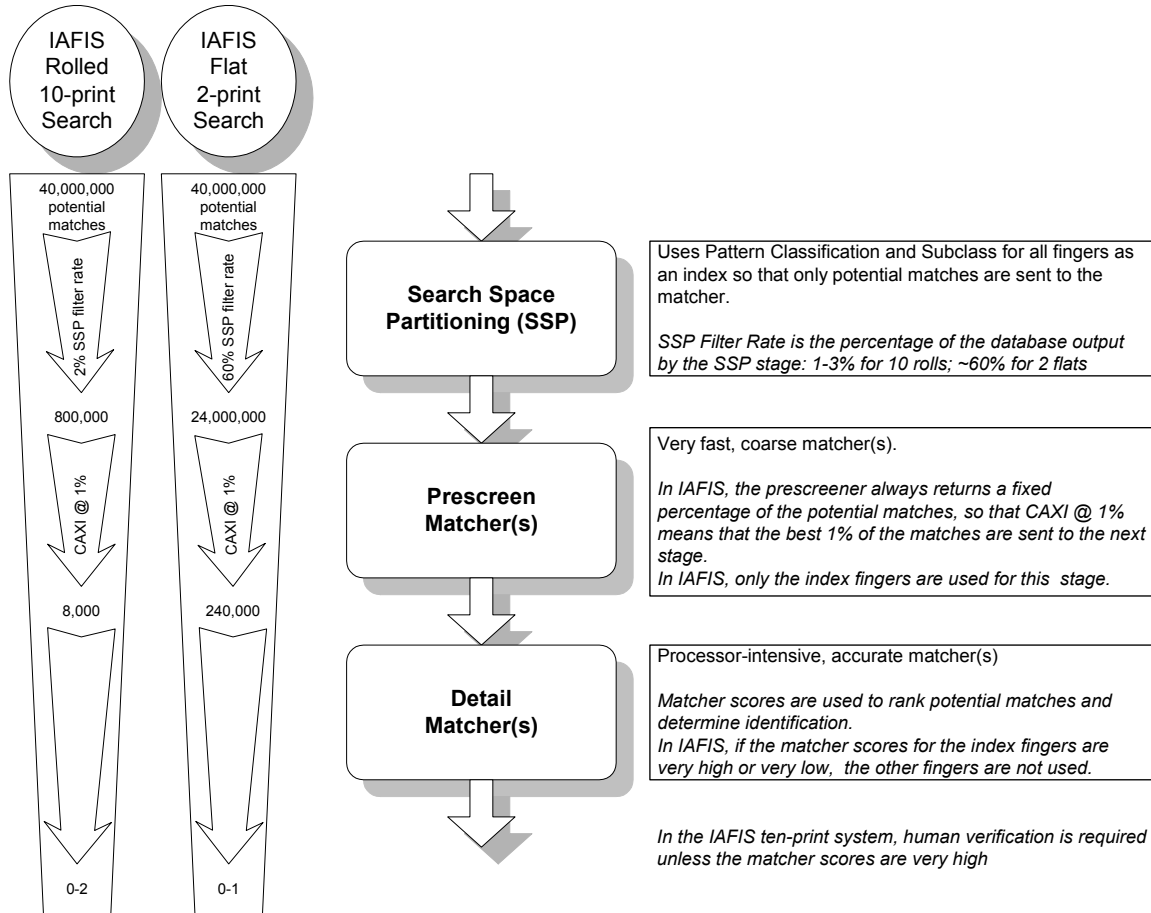 IAFIS
Rolled
10-print
Search
IAFIS
Flat
2-print
Search
40,000,000
potential
matches
2% SSP filter rate
800,000
CAXI @ 1%
8,000
0-2
40,000,000
potential
matches
60% SSP filter rate
24,000,000
CAXI @ 1%
240,000
0-1
Search Space
Partitioning (SSP)
Uses Pattern Classification and Subclass for all fingers as
an index so that only potential matches are sent to the
matcher.
SSP Filter Rate is the percentage of the database output
by the SSP stage: 1-3% for 10 rolls; ~60% for 2 flats
Prescreen
Matcher(s)
Very fast, coarse matcher(s).
In IAFIS, the prescreener always returns a fixed
percentage of the potential matches, so that CAXI @ 1%
means that the best 1% of the matches are sent to the next
stage.
In IAFIS, only the index fingers are used for this stage.
Detail
Matcher(s)
Processor-intensive, accurate matcher(s)
Matcher scores are used to rank potential matches and
determine identification.
In IAFIS, if the matcher scores for the index fingers are
very high or very low, the other fingers are not used.
In the IAFIS ten-print system, human verification is required
unless the matcher scores are very high